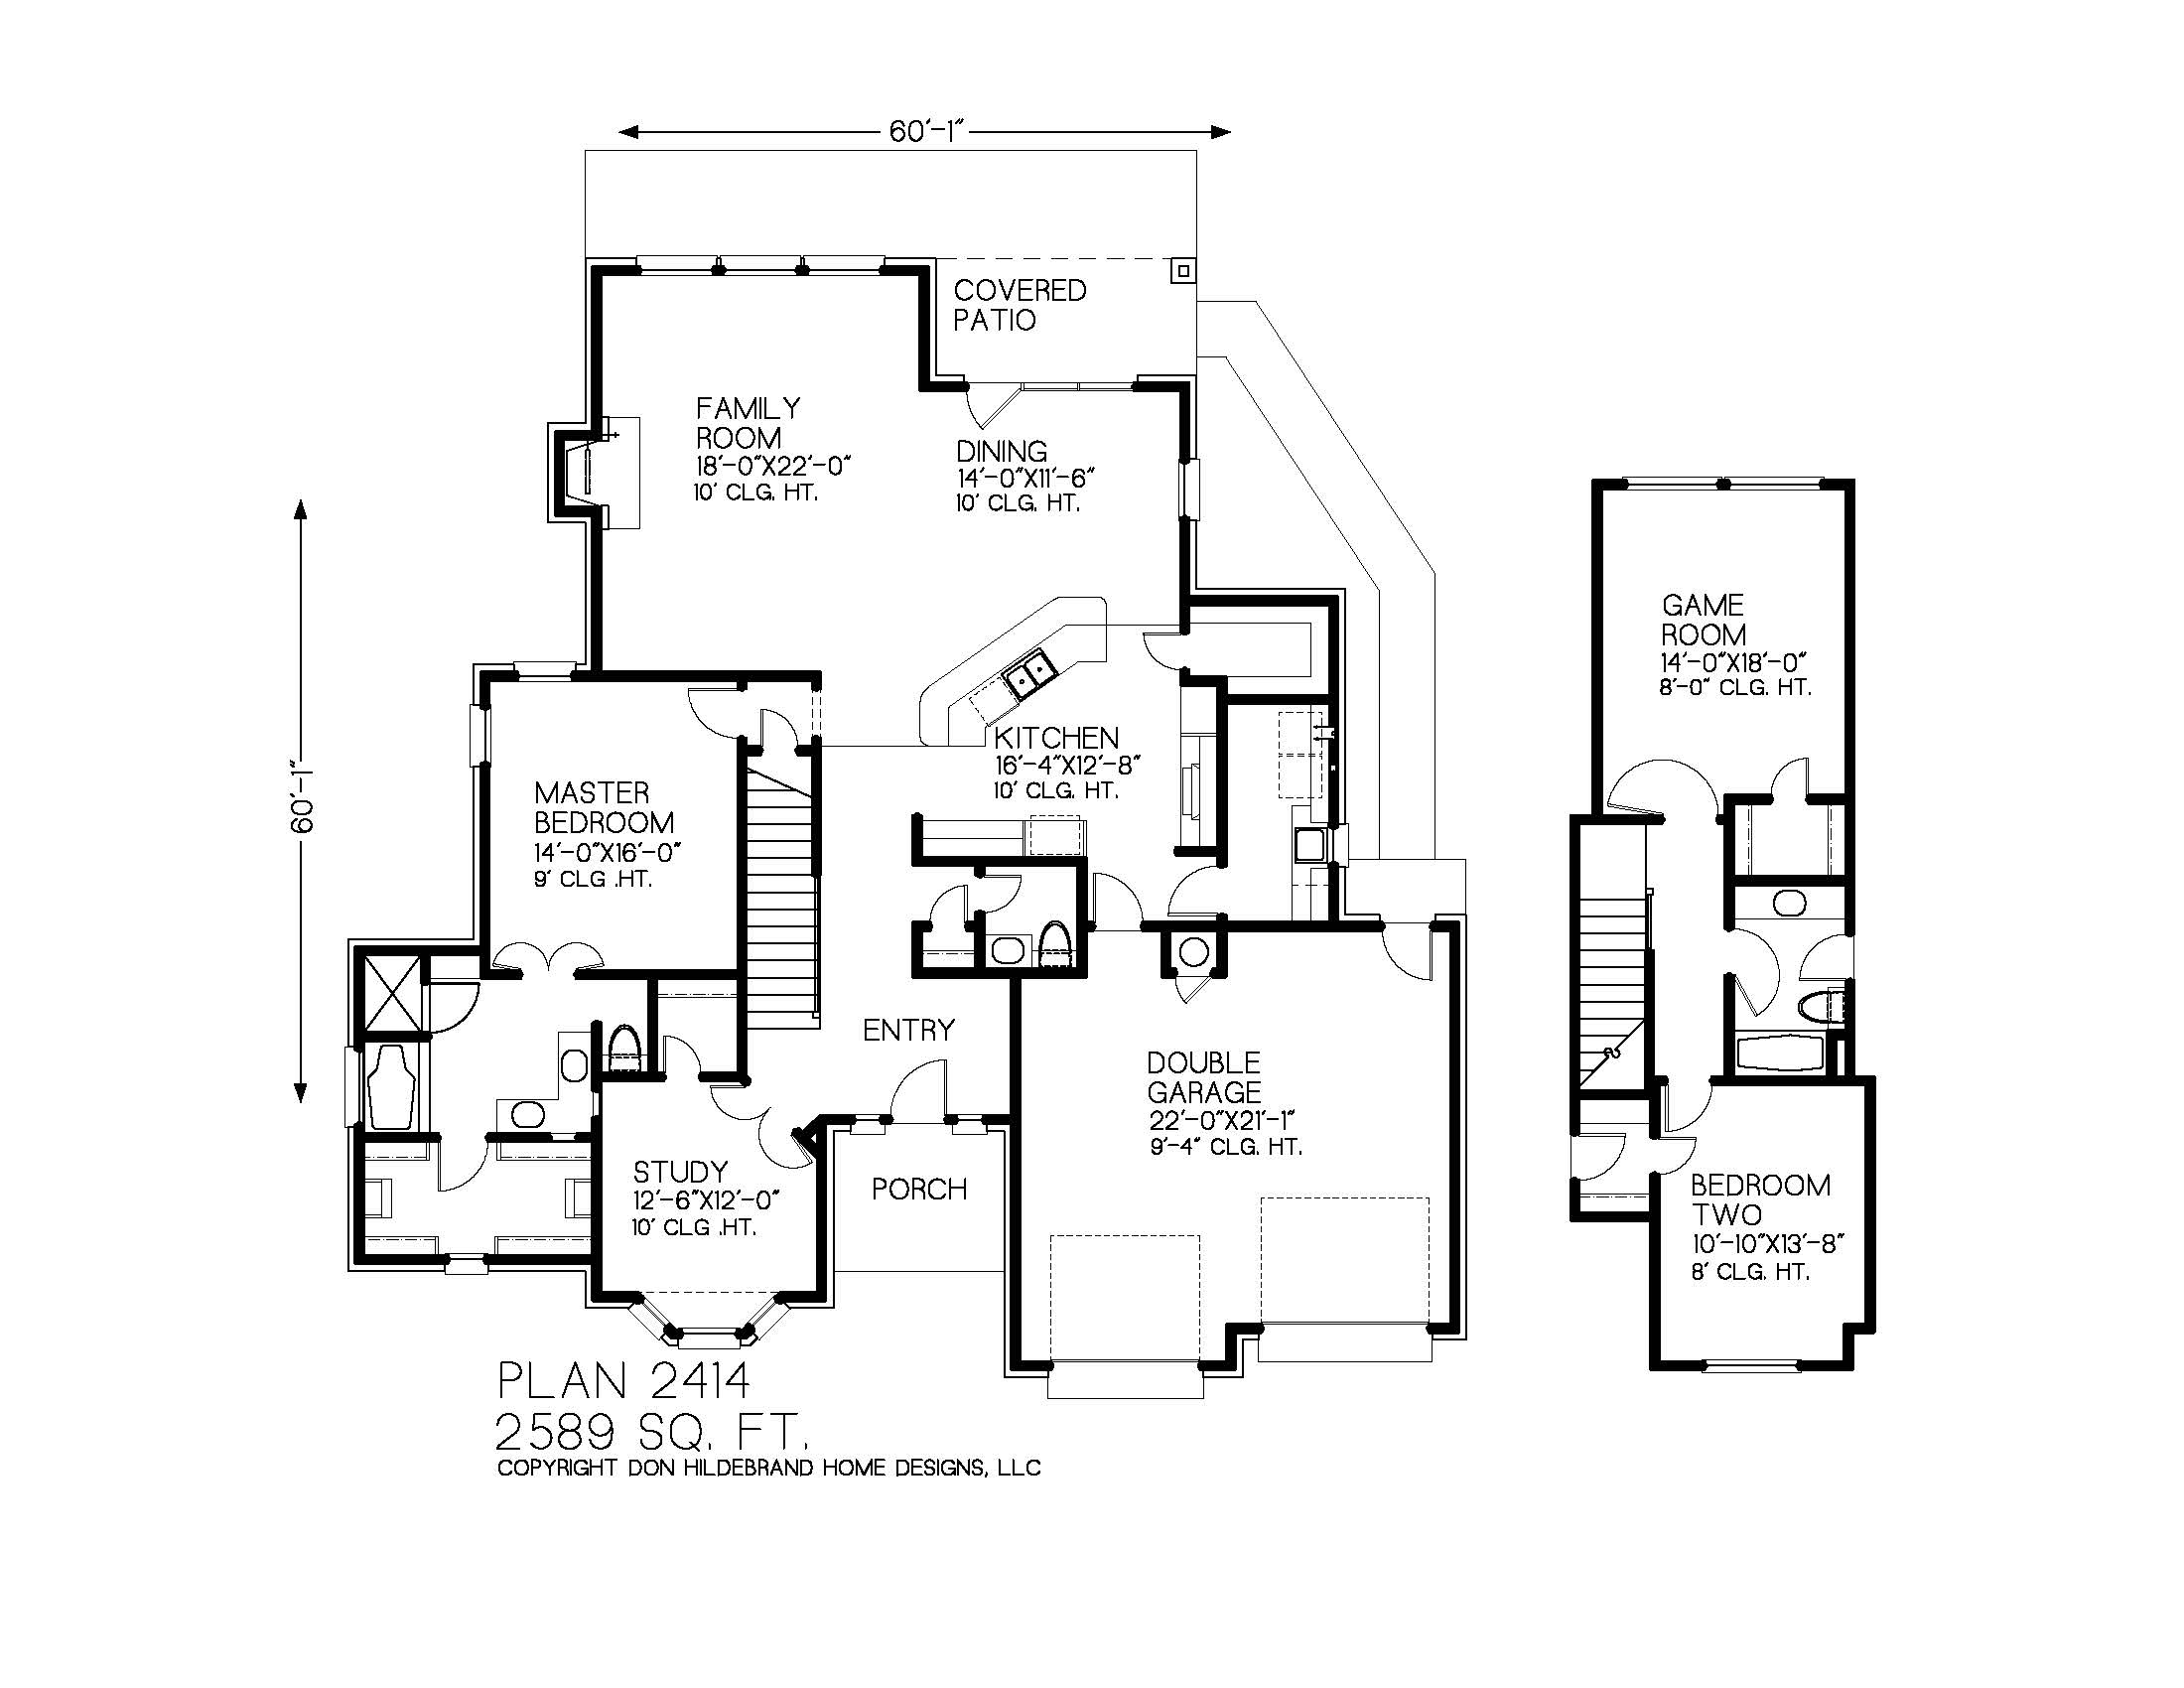 60'-1"
COVERED
PATIO
FAMILY
ROOM
18'-0"X22'-0"
10' CLG. HT.
DINING
14'-0"X11'-6"
10' CLG. HT.
60'-1"
KITCHEN
16'-4"X12'-8"
10' CLG. HT.
MASTER
BEDROOM
14'-0"X16'-0"
9' CLG .HT.
ENTRY
DOUBLE
GARAGE
22'-0"X21'-1"
9'-4" CLG. HT.
STUDY
12'-6"X12'-0"
10' CLG .HT.
PORCH
GAME
ROOM
14'-0"X18'-0"
8'-0" CLG. HT.
BEDROOM
TWO
10'-10"X13'-8"
8' CLG. HT.
PLAN 2414
2589 SQ. FT.
COPYRIGHT DON HILDEBRAND HOME DESIGNS, LLC